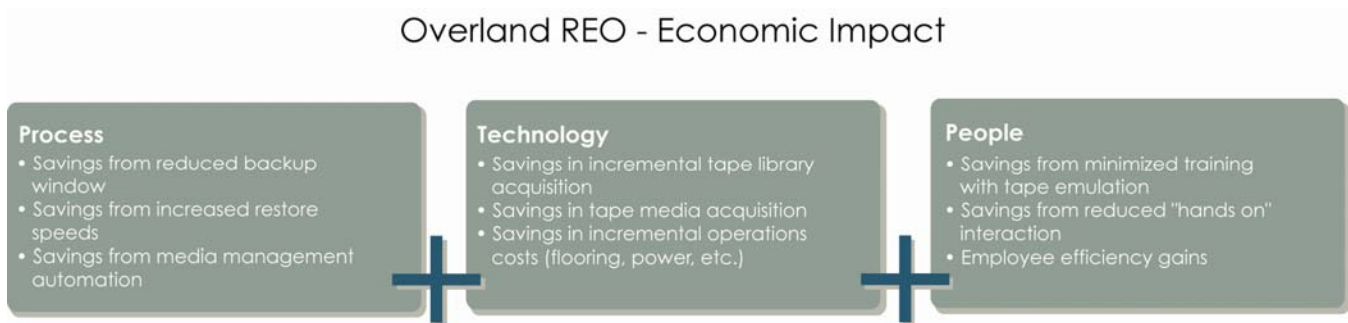 Overland REO - Economic Impact
Process
• Savings from reduced backup
window
• Savings from increased restore
speeds
• Savings from media management
automation
Technology
• Savings in incremental tape library
acquisition
• Savings in tape media acquisition
• Savings in incremental operations
costs (flooring, power, etc.)
People
• Savings from minimized training
with tape emulation
• Savings from reduced "hands on"
interaction
• Employee efficiency gains